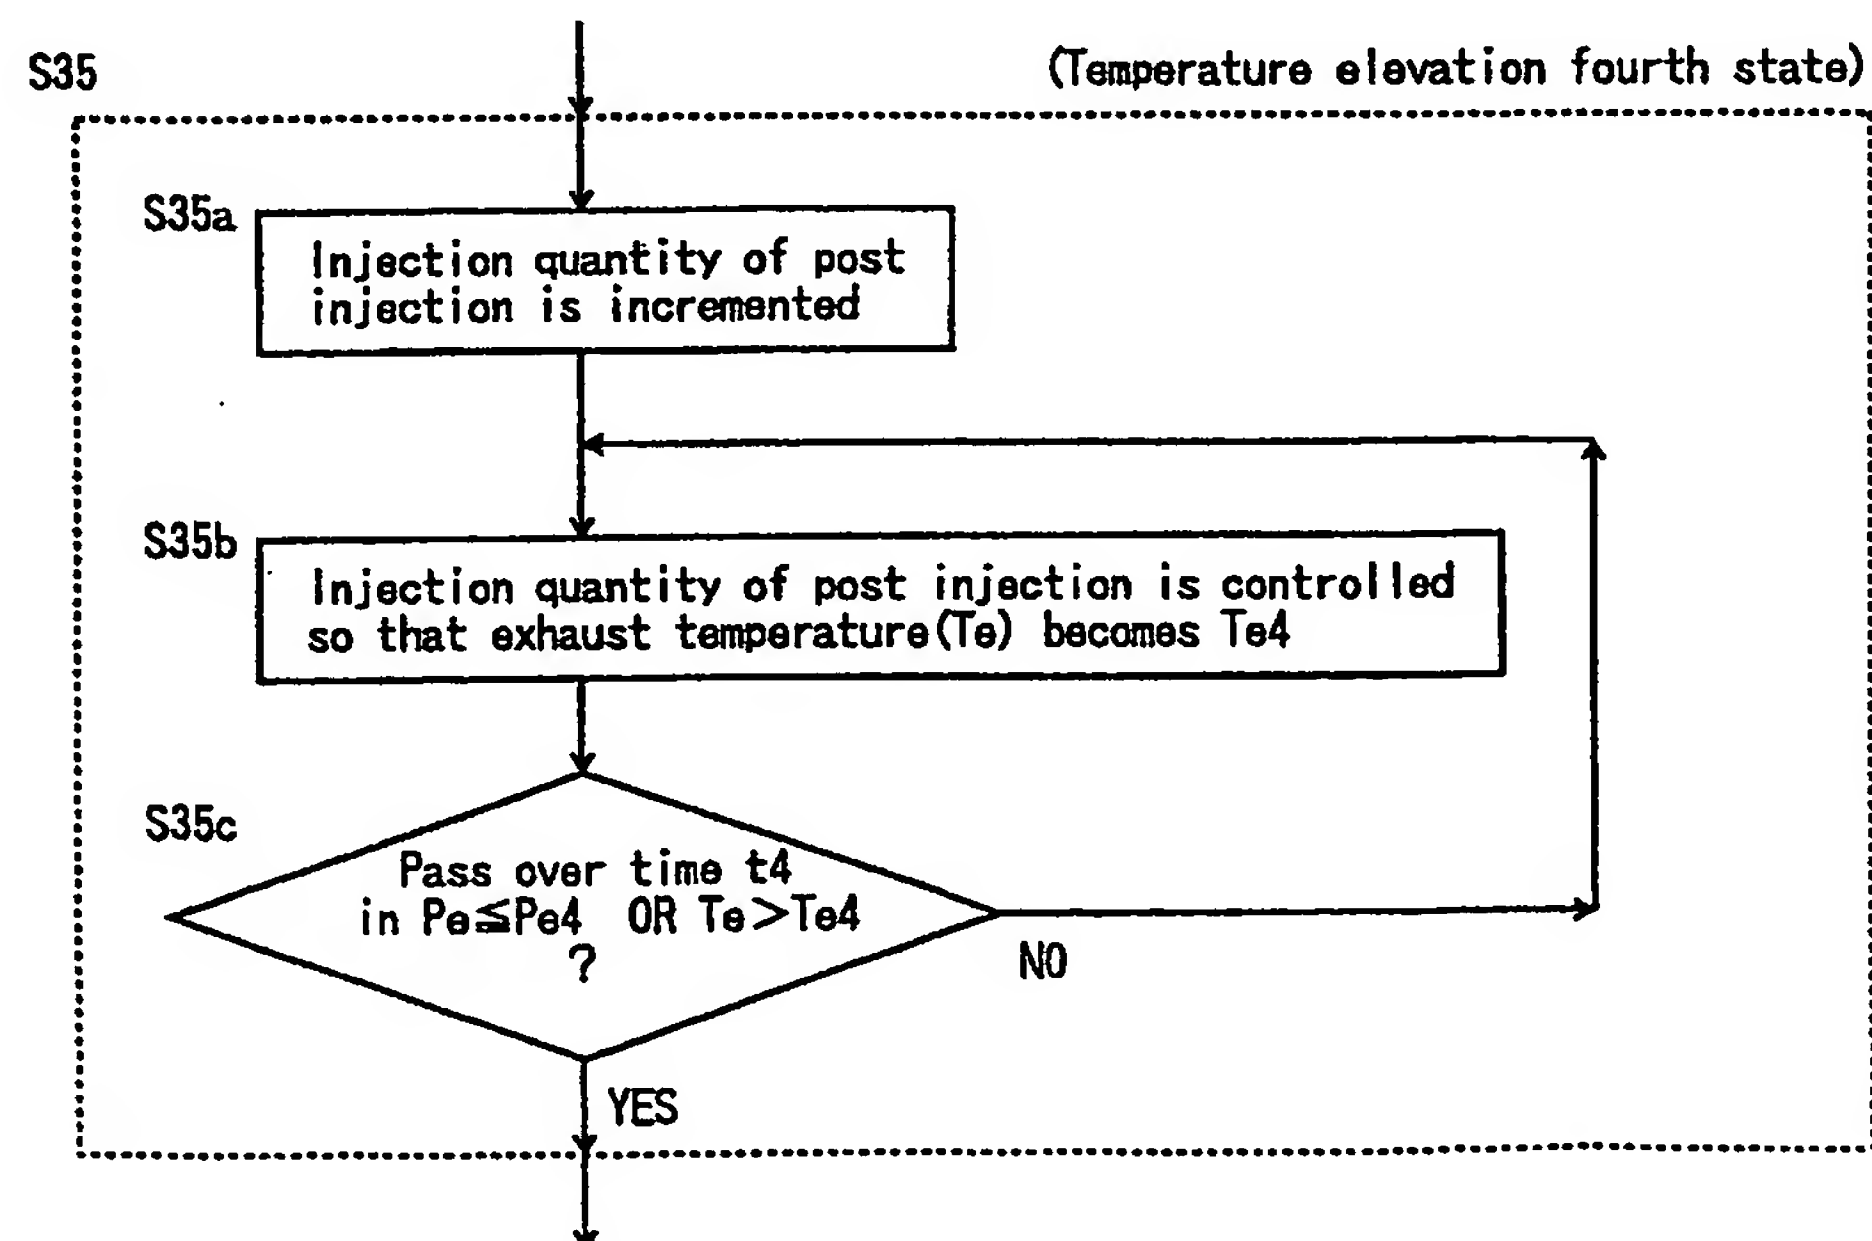 S35
(Temperature elevation fourth state)
S35a
Injection quantity of post
injection is incremented
S35b
Injection quantity of post injection is controlled
so that exhaust temperature(Te) becomes Te4
S35c
Pass over time t4
in Pe≦Pe4 OR Te>Te4
?
NO
YES